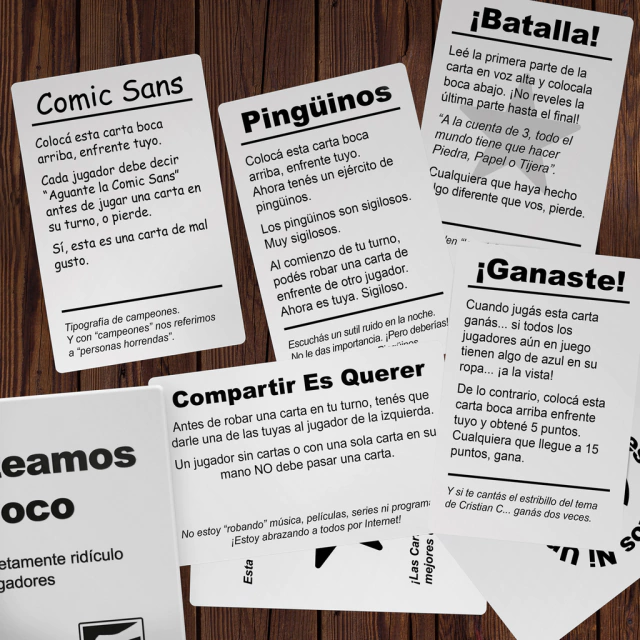 ¡Batalla!
Leé la primera parte de la
carta en voz alta y colocala
boca abajo. ¡No reveles la
última parte hasta el final!
“A la cuenta de 3, todo el
mundo tiene que hacer
Piedra, Papel o Tijera”.
Cualquiera que haya hecho
lgo diferente que vos, pierde.
Comic Sans
Colocá esta carta boca
arriba, enfrente tuyo.
Cada jugador debe decir
“Aguante la Comic Sans”
antes de jugar una carta en
su turno, o pierde.
Sí, esta es una carta de mal
gusto.
Tipografía de campeones.
Y con “campeones” nos referimos
a “personas horrendas”.
Pingüinos
Colocá esta carta boca
arriba, enfrente tuyo.
Ahora tenés un ejército de
pingüinos.
Los pingüinos son sigilosos.
Muy sigilosos.
Al comienzo de tu turno,
podés robar una carta de
enfrente de otro jugador.
Ahora es tuya. Sigiloso.
Escuchás un sutil ruido en la noche.
No le das importancia. ¡Pero deberías!
¡Ganaste!
Cuando jugás esta carta
ganás... si todos los
jugadores aún en juego
tienen algo de azul en su
ropa... ¡a la vista!
De lo contrario, colocá esta
carta boca arriba enfrente
tuyo y obtené 5 puntos.
Cualquiera que llegue a 15
puntos, gana.
Y si te cantás el estribillo del tema
de Cristian C... ganás dos veces.
Compartir Es Querer
Antes de robar una carta en tu turno, tenés que
darle una de las tuyas al jugador de la izquierda.
Un jugador sin cartas o con una sola carta en su
mano NO debe pasar una carta.
No estoy “robando” música, películas, series ni program
¡Estoy abrazando a todos por Internet!
eamos
oco
etamente ridículo
gadores
Esta
¡Las Car
mejores